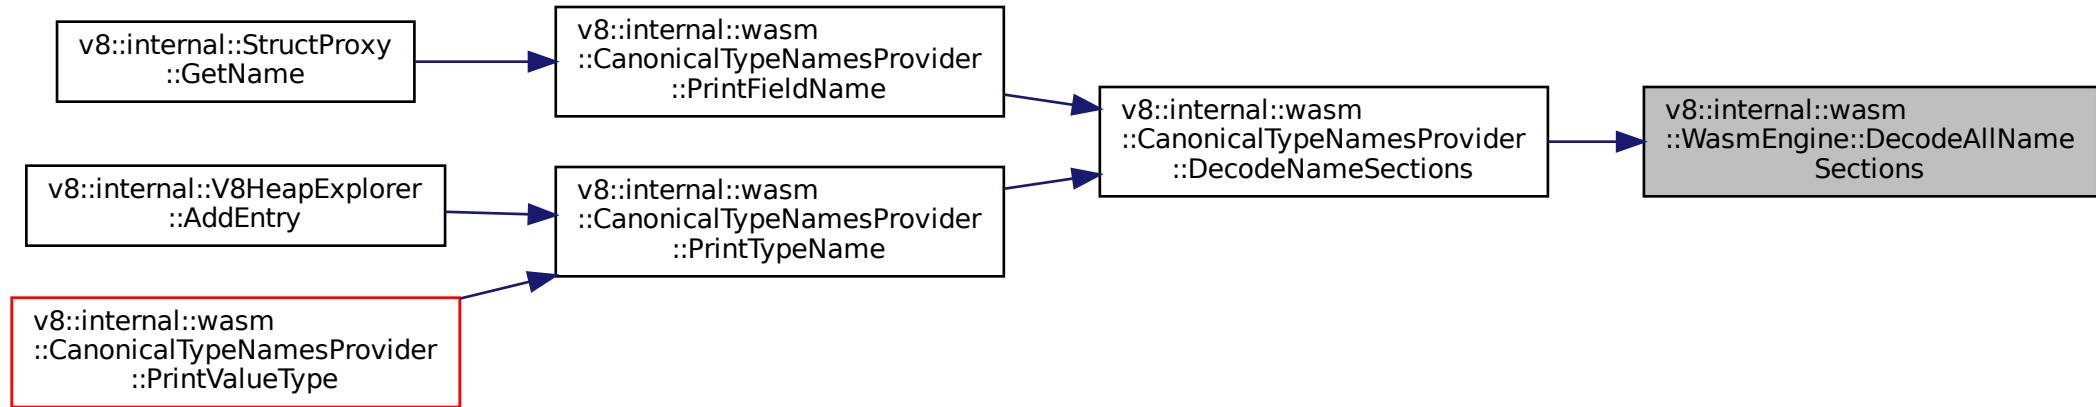 v8::internal::StructProxy
::GetName
v8::internal::wasm
::CanonicalTypeNamesProvider
::PrintFieldName
v8::internal::wasm
::CanonicalTypeNamesProvider
::DecodeNameSections
v8::internal::wasm
::WasmEngine::DecodeAllName
Sections
v8::internal::V8HeapExplorer
::AddEntry
v8::internal::wasm
::CanonicalTypeNamesProvider
::PrintTypeName
v8::internal::wasm
::CanonicalTypeNamesProvider
::PrintValueType